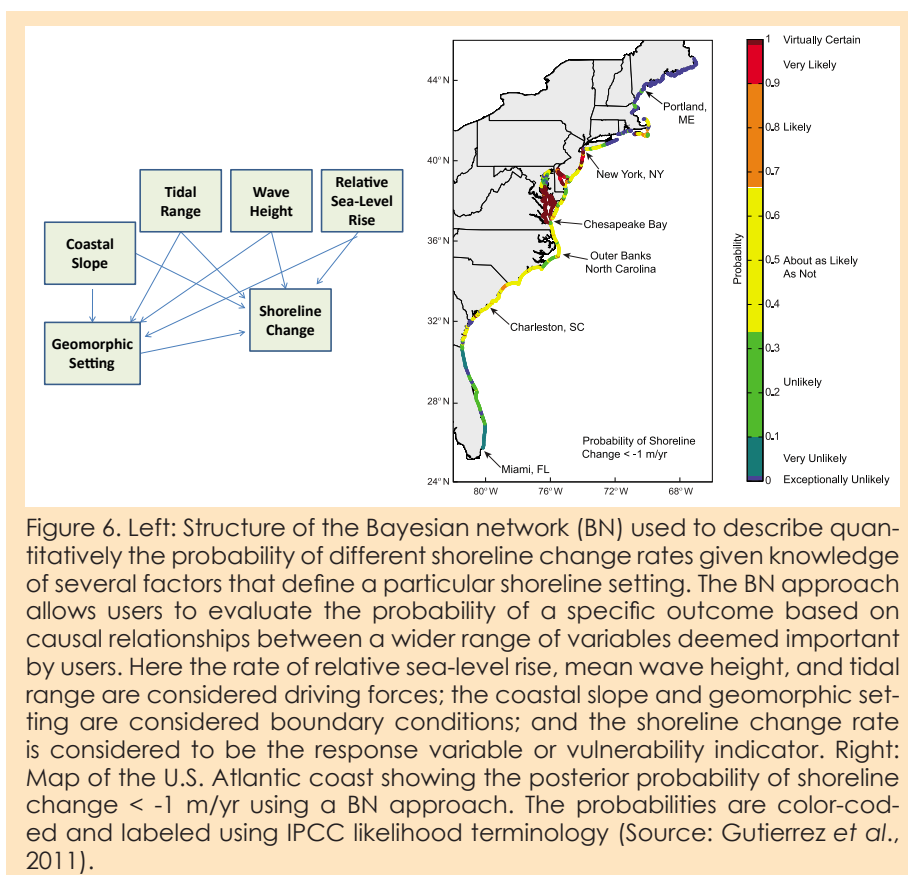 Tidal
Range
Wave
Height
Relative
Sea-Level
Rise
Coastal
Slope
Shoreline
Change
Geomorphic
Setting
44°N
40°N
36°N
32°N
28°N
24°N
80°W
76°W
72°W
68°W
Portland,
ME
New York, NY
Chesapeake Bay
Outer Banks
North Carolina
Charleston, SC
Miami, FL
Probability of Shoreline
Change < -1 m/yr
Probability
1
0.9
0.8
0.7
0.6
0.5
0.4
0.3
0.2
0.1
0
Virtually Certain
Very Likely
Likely
About as Likely
As Not
Unlikely
Very Unlikely
Exceptionally Unlikely
Figure 6. Left: Structure of the Bayesian network (BN) used to describe quan-
titatively the probability of different shoreline change rates given knowledge
of several factors that define a particular shoreline setting. The BN approach
allows users to evaluate the probability of a specific outcome based on
causal relationships between a wider range of variables deemed important
by users. Here the rate of relative sea-level rise, mean wave height, and tidal
range are considered driving forces; the coastal slope and geomorphic set-
ting are considered boundary conditions; and the shoreline change rate
is considered to be the response variable or vulnerability indicator. Right:
Map of the U.S. Atlantic coast showing the posterior probability of shoreline
change < -1 m/yr using a BN approach. The probabilities are color-cod-
ed and labeled using IPCC likelihood terminology (Source: Gutierrez et al.,
2011).